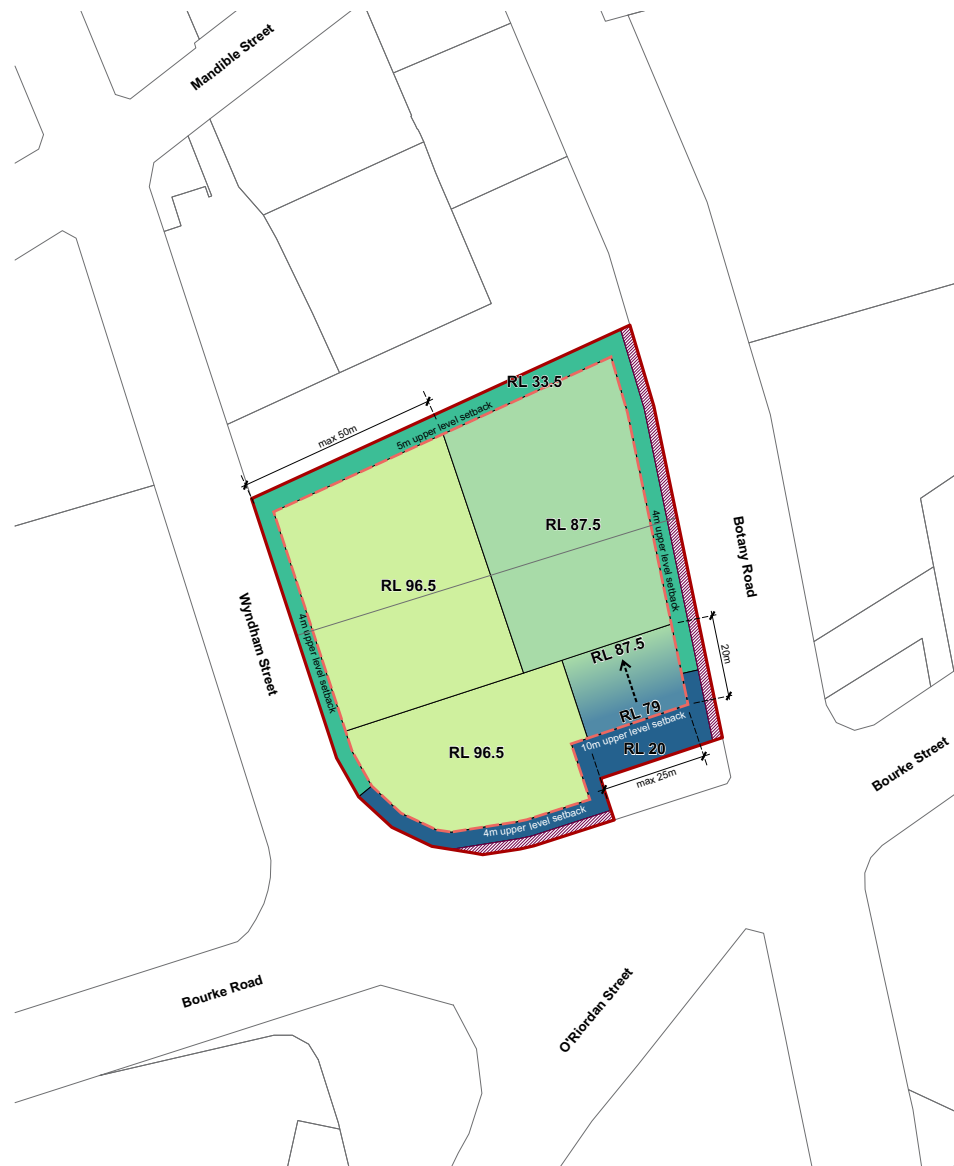 Mandible Street
RL 33.5
max 50m
5m upper level setback
RL 87.5
4m upper level setback
Botany Road
RL 96.5
Wyndham Street
4m upper level setback
RL 87.5
20m
RL 79
10m upper level setback
RL 20
RL 96.5
max 25m
Bourke Street
4m upper level setback
Bourke Road
O'Riordan Street